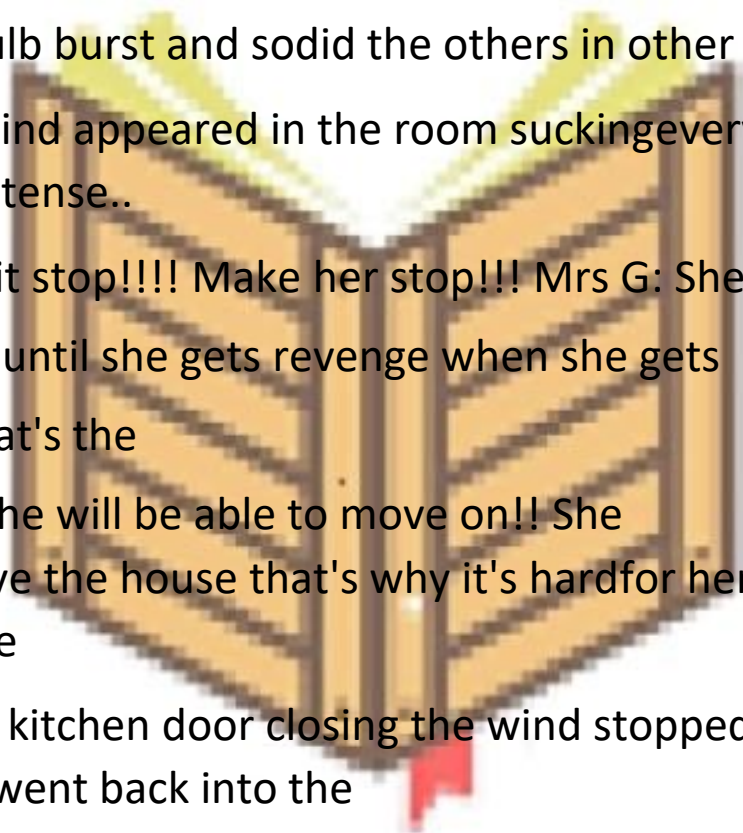 ulb burst and sodid the others in other
ind appeared in the room suckingever
tense..
it stop!!!! Make her stop!!! Mrs G: She
until she gets revenge when she gets
at's the
he will be able to move on!! She
ve the house that's why it's hardfor her
e
kitchen door closing the wind stopped
went back into the